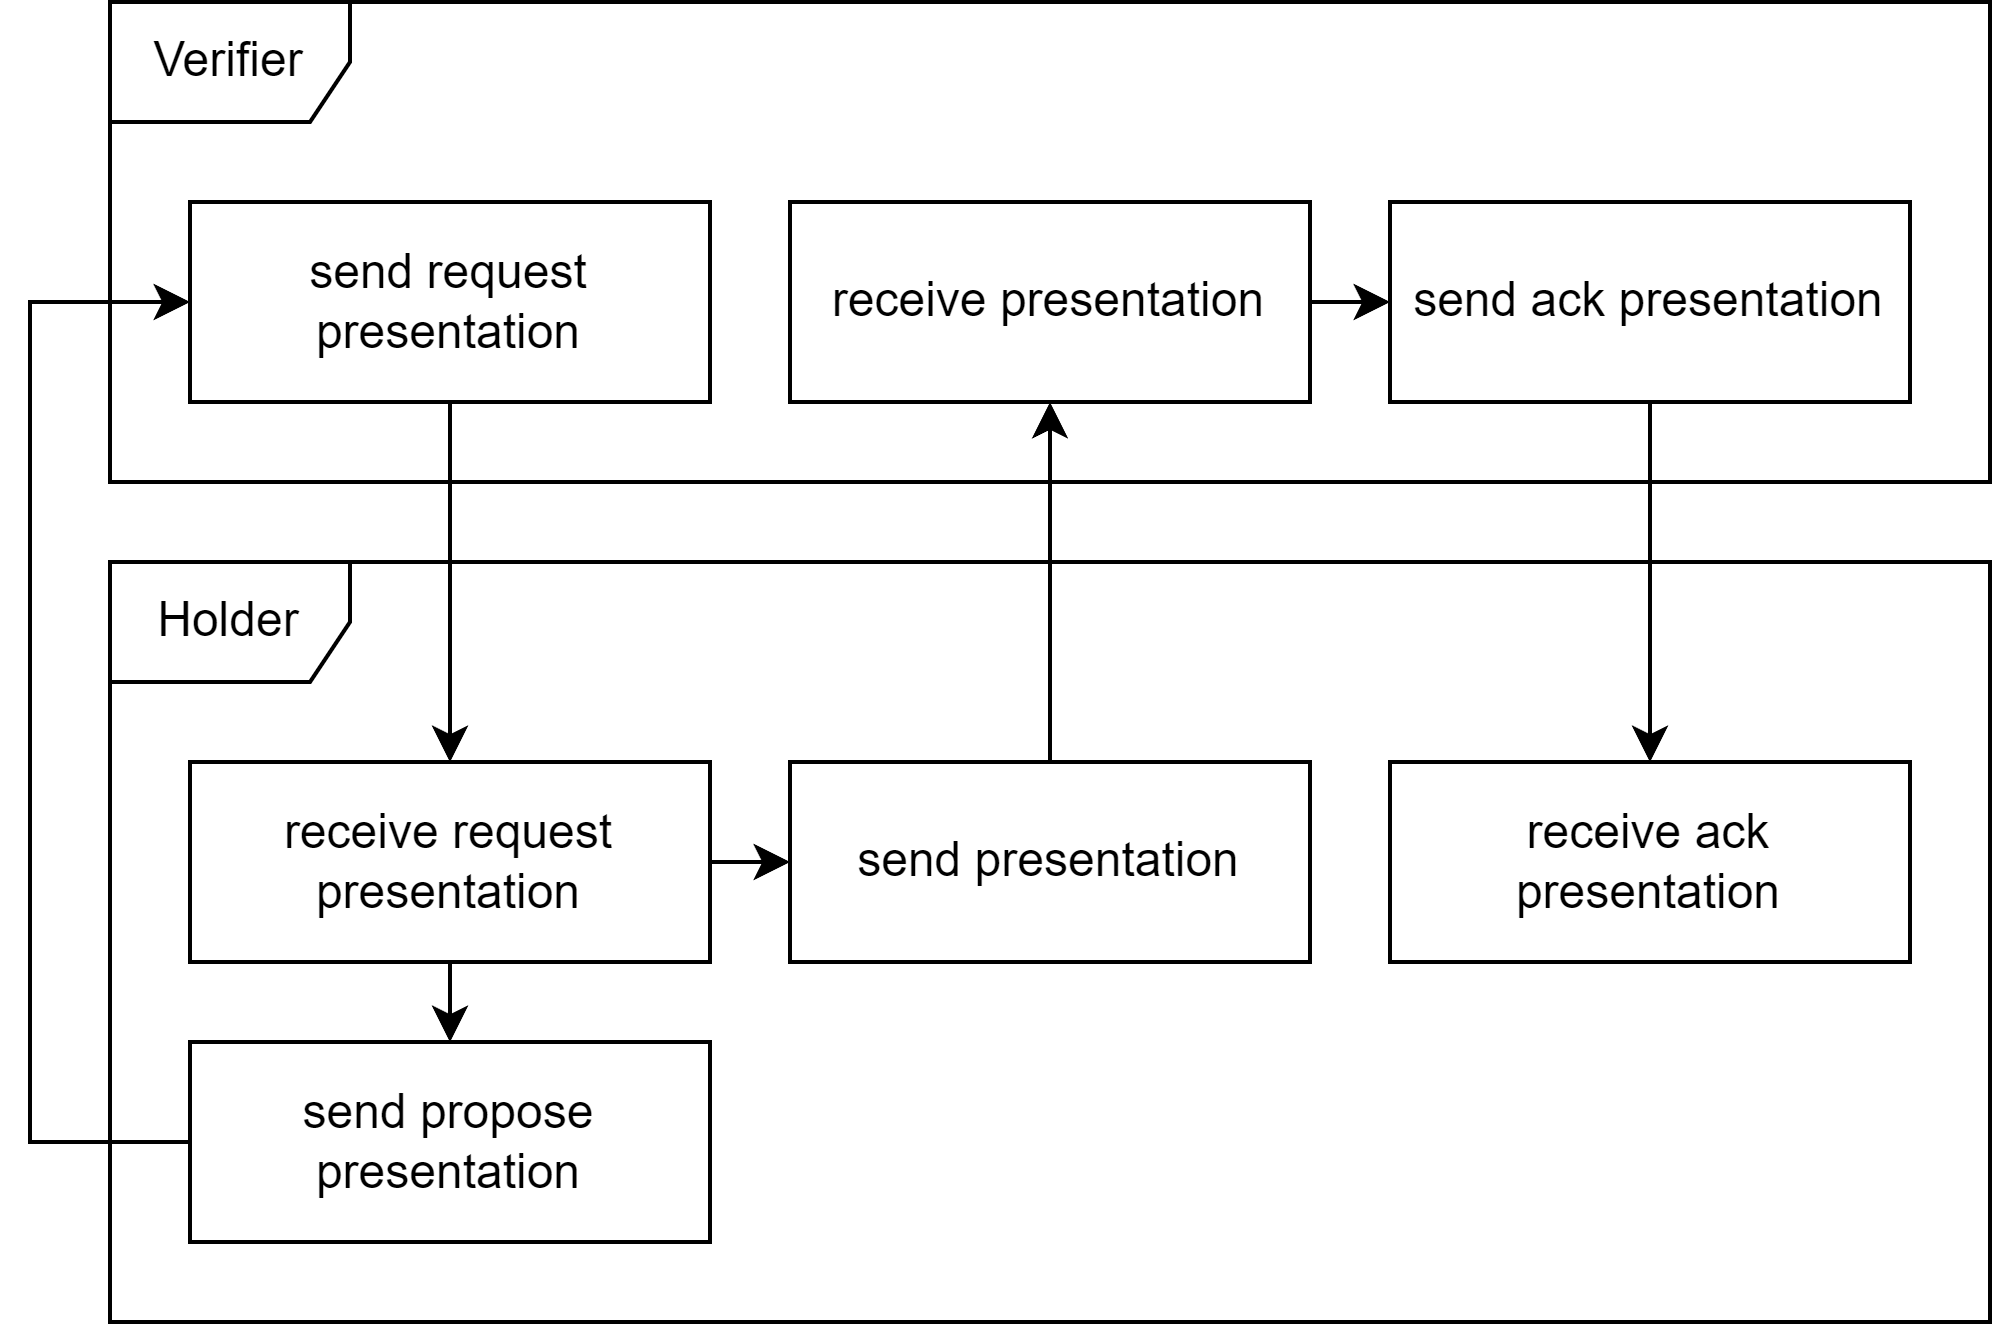 Verifier
send request
presentation
receive presentation
send ack presentation
Holder
receive request
presentation
send presentation
receive ack
presentation
send propose
presentation